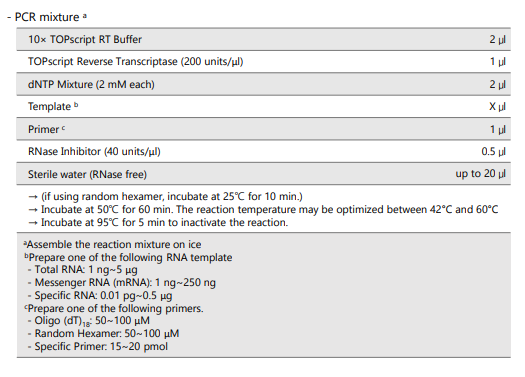 - PCR mixture ᵃ
10× TOPscript RT Buffer 2 μl
TOPscript Reverse Transcriptase (200 units/μl) 1 μl
dNTP Mixture (2 mM each) 2 μl
Template ᵇ X μl
Primer ᶜ 1 μl
RNase Inhibitor (40 units/μl) 0.5 μl
Sterile water (RNase free) up to 20 μl
→ (if using random hexamer, incubate at 25℃ for 10 min.)
→ Incubate at 50℃ for 60 min. The reaction temperature may be optimized between 42℃ and 60℃
→ Incubate at 95℃ for 5 min to inactivate the reaction.
ᵃAssemble the reaction mixture on ice
ᵇPrepare one of the following RNA template
- Total RNA: 1 ng~5 μg
- Messenger RNA (mRNA): 1 ng~250 ng
- Specific RNA: 0.01 pg~0.5 μg
ᶜPrepare one of the following primers.
- Oligo (dT)₁₈: 50~100 μM
- Random Hexamer: 50~100 μM
- Specific Primer: 15~20 pmol